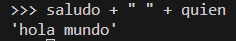 >>> saludo + " " + quien
'hola mundo'